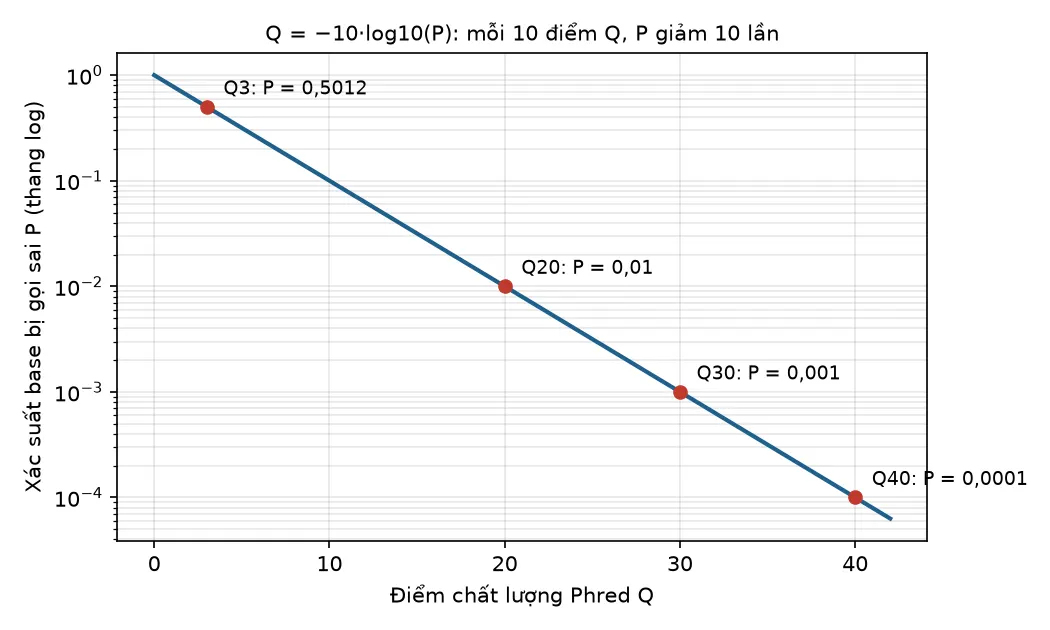 Q = −10·log10(P): mỗi 10 điểm Q, P giảm 10 lần
Xác suất base bị gọi sai P (thang log)
10⁰
10⁻¹
10⁻²
10⁻³
10⁻⁴
Q3: P = 0,5012
Q20: P = 0,01
Q30: P = 0,001
Q40: P = 0,0001
0 10 20 30 40
Điểm chất lượng Phred Q